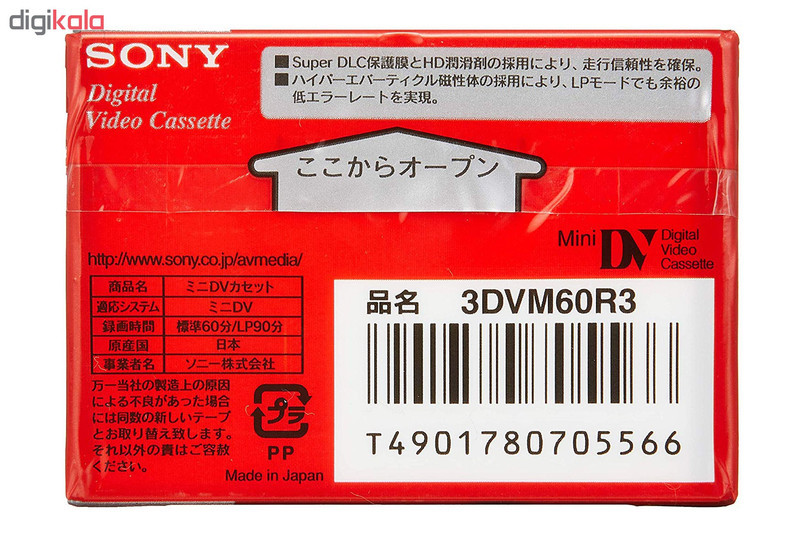 digikala
SONY
Digital
Video Cassette
■Super DLC保護膜とHD潤滑剤の採用により、走行信頼性を確保。
■ハイパーエバーティクル磁性体の採用により、LPモードでも余裕の
低エラーレートを実現。
ここからオープン
Mini DV Digital
Video
Cassette
http://www.sony.co.jp/avmedia/
商品名 ミニDVカセット
適応システム ミニDV
録画時間 標準60分/LP90分
原産国 日本
事業者名 ソニー株式会社
万一当社の製造上の原因
による不良があった場合
には同数の新しいテープ
とお取り替え致します。
それ以外の責はご容赦
ください。
プラ
PP
Made in Japan
品名 3DVM60R3
T4901780705566